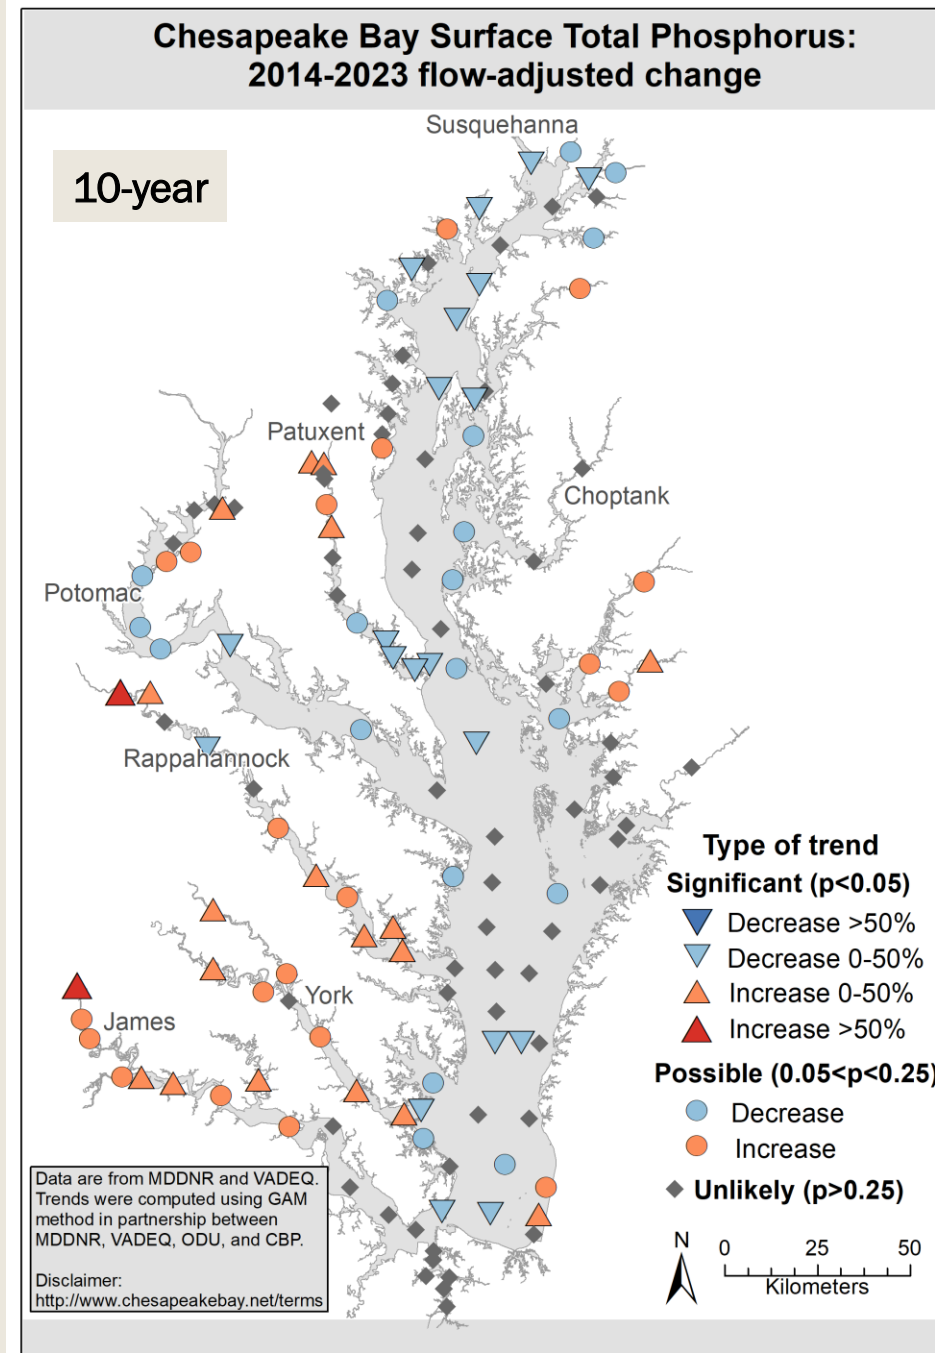 Chesapeake Bay Surface Total Phosphorus:
2014-2023 flow-adjusted change
10-year
Susquehanna
Patuxent
Choptank
Potomac
Rappahannock
York
James
Type of trend
Significant (p<0.05)
Decrease >50%
Decrease 0-50%
Increase 0-50%
Increase >50%
Possible (0.05<p<0.25)
Decrease
Increase
Unlikely (p>0.25)
N
0 25 50
Kilometers
Data are from MDDNR and VADEQ.
Trends were computed using GAM
method in partnership between
MDDNR, VADEQ, ODU, and CBP.
Disclaimer:
http://www.chesapeakebay.net/terms